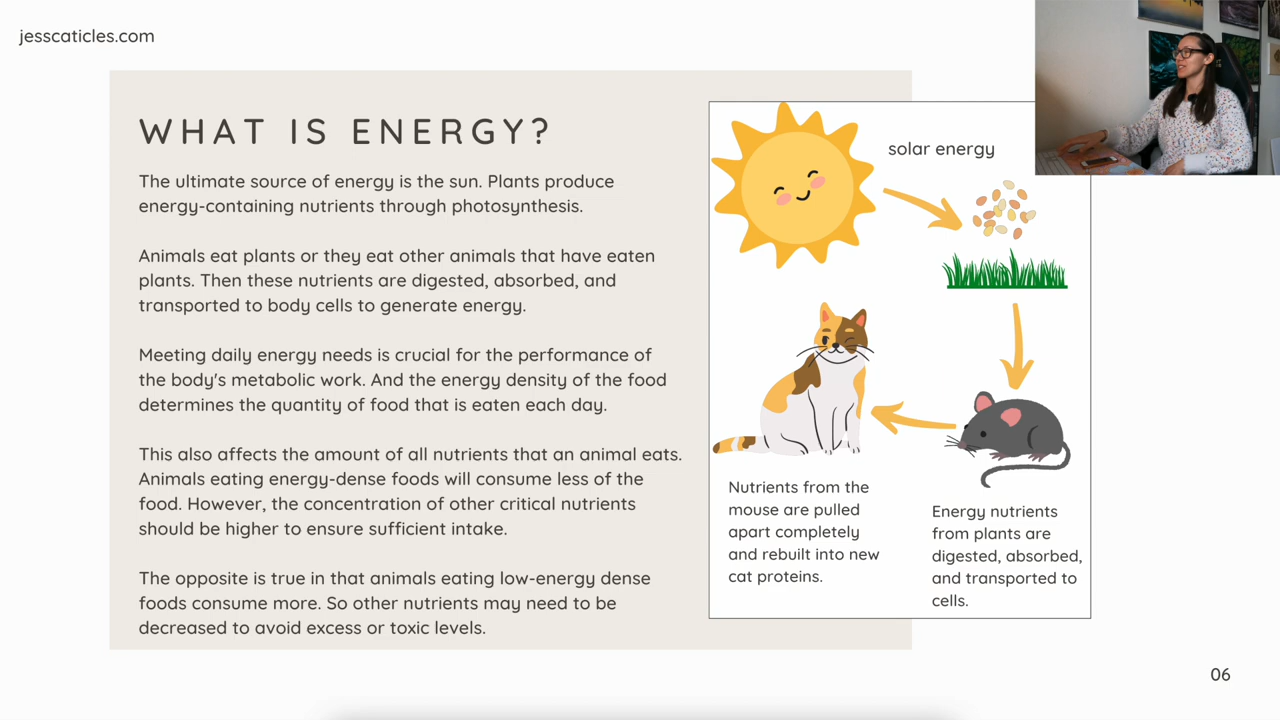 jesscaticles.com
WHAT IS ENERGY?
The ultimate source of energy is the sun. Plants produce
energy-containing nutrients through photosynthesis.
Animals eat plants or they eat other animals that have eaten
plants. Then these nutrients are digested, absorbed, and
transported to body cells to generate energy.
Meeting daily energy needs is crucial for the performance of
the body's metabolic work. And the energy density of the food
determines the quantity of food that is eaten each day.
This also affects the amount of all nutrients that an animal eats.
Animals eating energy-dense foods will consume less of the
food. However, the concentration of other critical nutrients
should be higher to ensure sufficient intake.
The opposite is true in that animals eating low-energy dense
foods consume more. So other nutrients may need to be
decreased to avoid excess or toxic levels.
solar energy
Nutrients from the
mouse are pulled
apart completely
and rebuilt into new
cat proteins.
Energy nutrients
from plants are
digested, absorbed,
and transported to
cells.
06